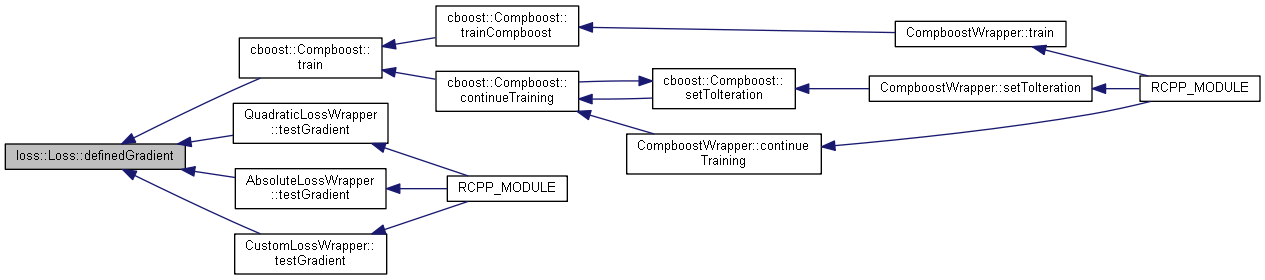 loss::Loss::definedGradient
cboost::Compboost::
train
QuadraticLossWrapper
::testGradient
AbsoluteLossWrapper
::testGradient
CustomLossWrapper::
testGradient
cboost::Compboost::
trainCompboost
cboost::Compboost::
continueTraining
RCPP_MODULE
cboost::Compboost::
setToIteration
CompboostWrapper::continue
Training
CompboostWrapper::train
CompboostWrapper::setToIteration
RCPP_MODULE